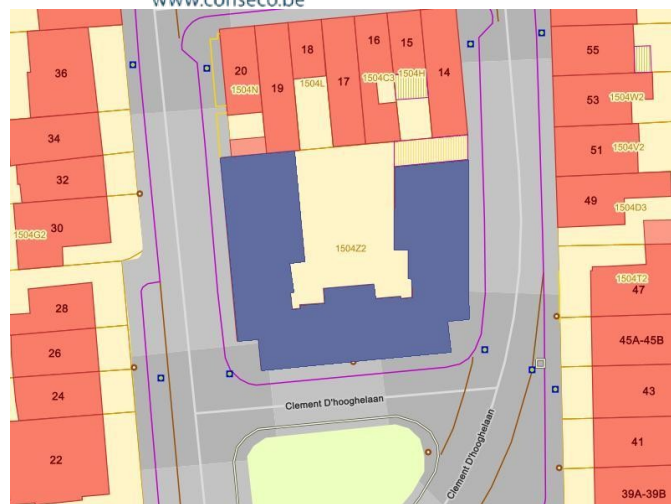 www.conseco.be
36
34
32
30
1504G2
28
26
24
22
20
1504N
19
18
1504L
17
16
1504C3
15
1504H
14
1504Z2
Clement D'hooghelaan
Clement D'hooghelaan
55
53
1504W2
51
1504V2
49
1504D3
1504T2
47
45A-45B
43
41
39A-39B